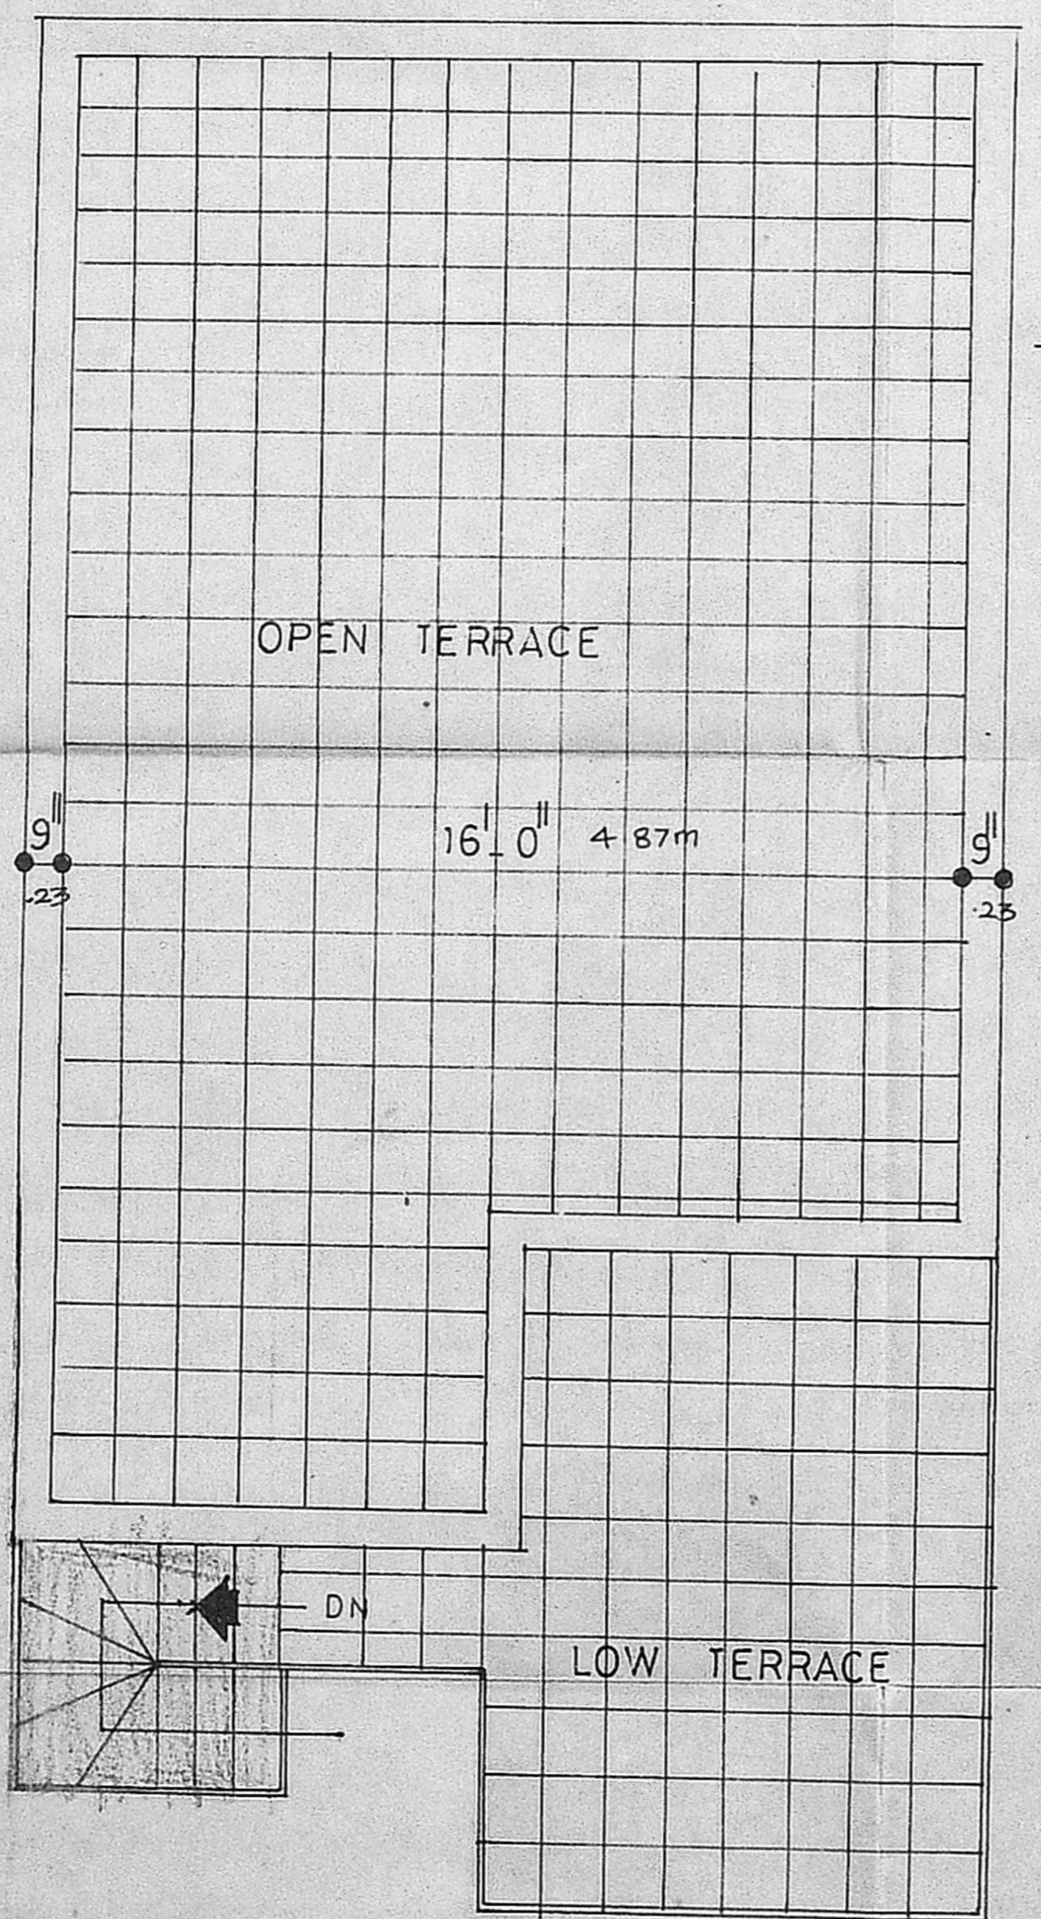 OPEN TERRACE
9" 16'-0" 4.87m 9"
.23 .23
DN
LOW TERRACE